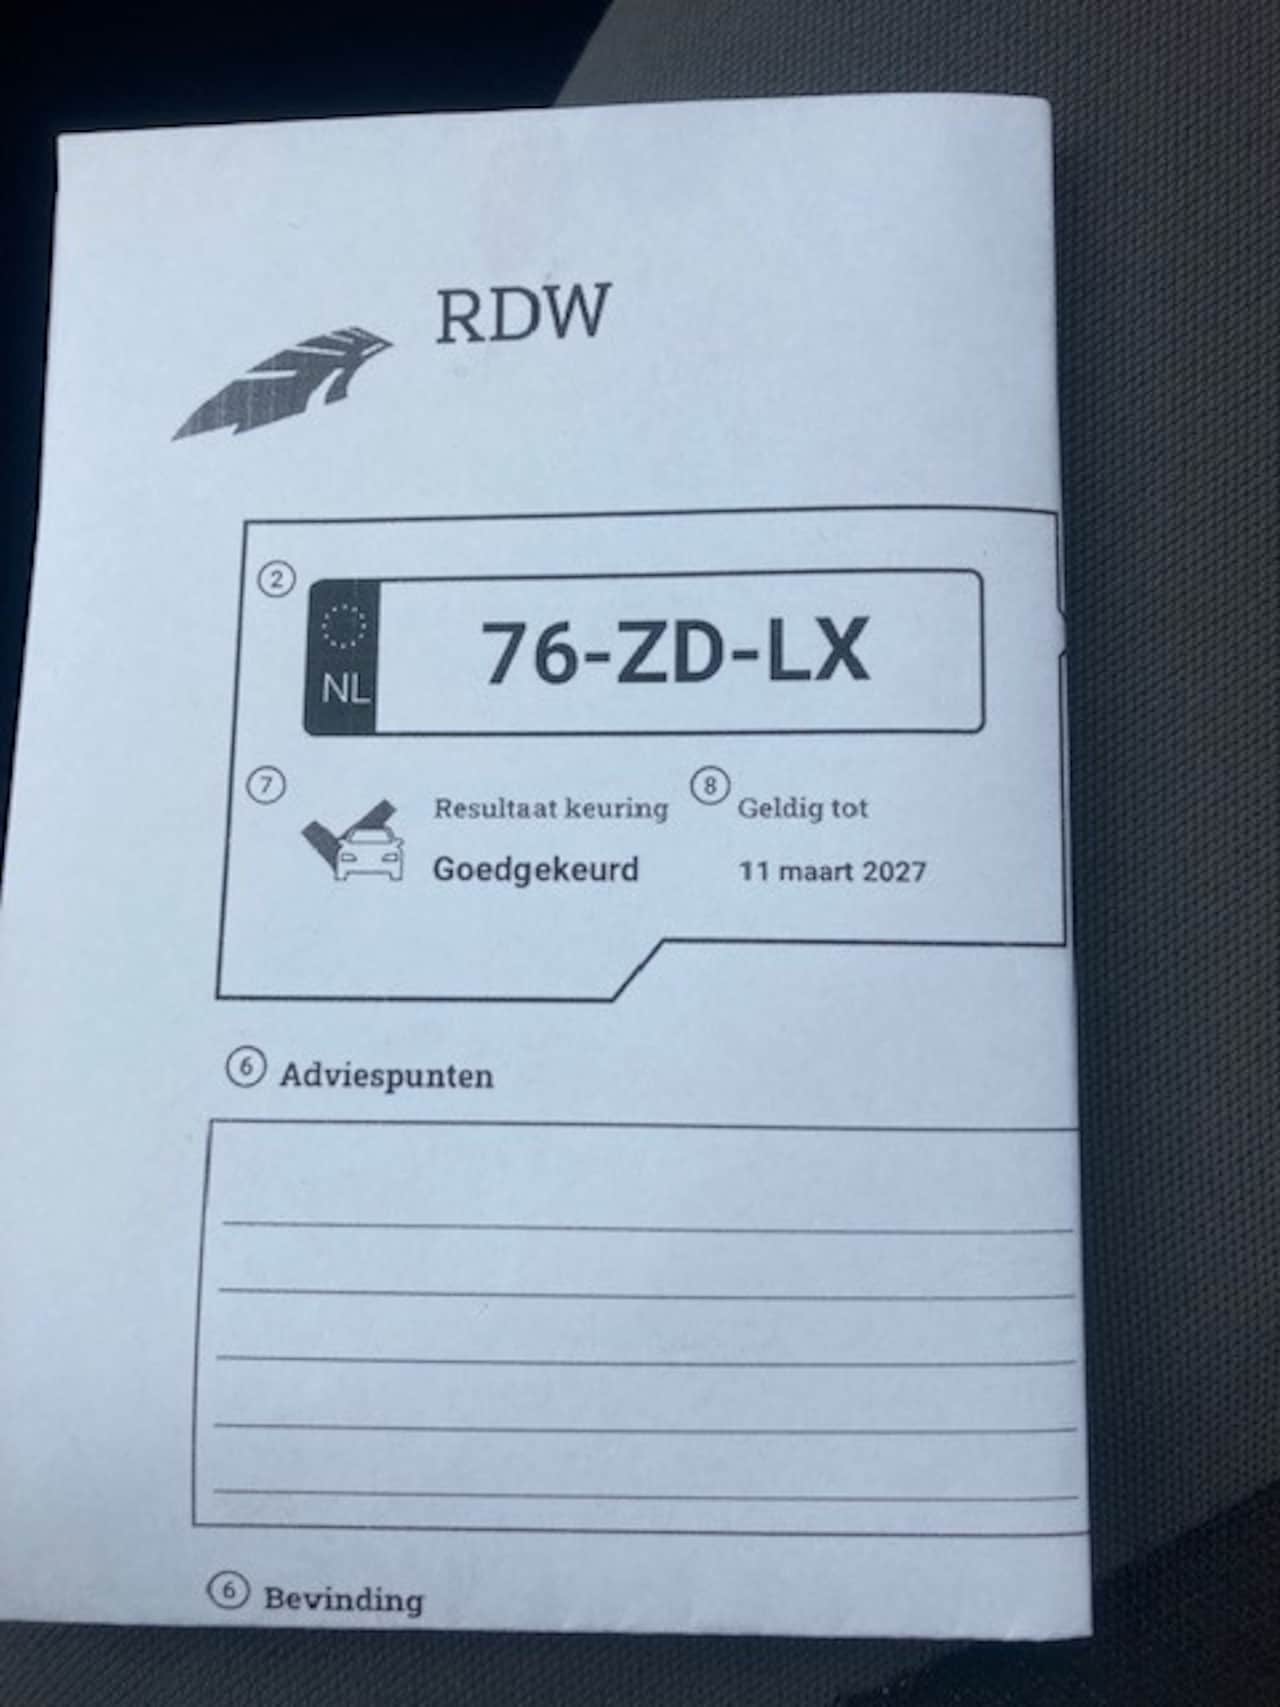 RDW
2
NL
76-ZD-LX
7
Resultaat keuring
8
Geldig tot
Goedgekeurd
11 maart 2027
6 Adviespunten
6 Bevinding